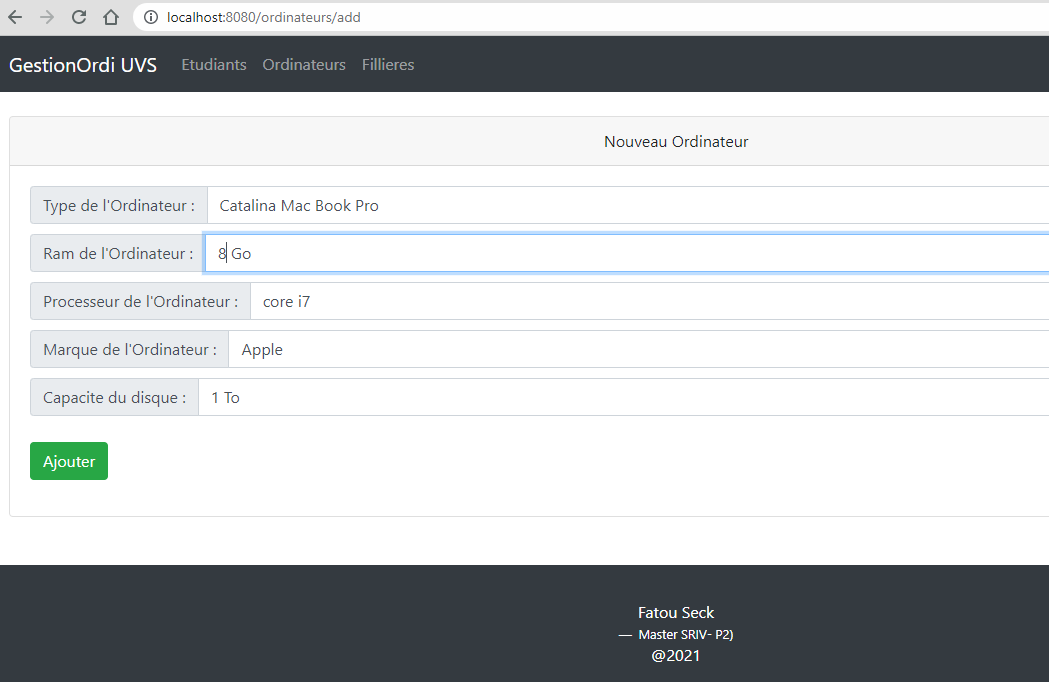 localhost:8080/ordinateurs/add
GestionOrdi UVS Etudiants Ordinateurs Fillieres
Nouveau Ordinateur
Type de l'Ordinateur : Catalina Mac Book Pro
Ram de l'Ordinateur : 8 Go
Processeur de l'Ordinateur : core i7
Marque de l'Ordinateur : Apple
Capacite du disque : 1 To
Ajouter
Fatou Seck
— Master SRIV- P2)
@2021